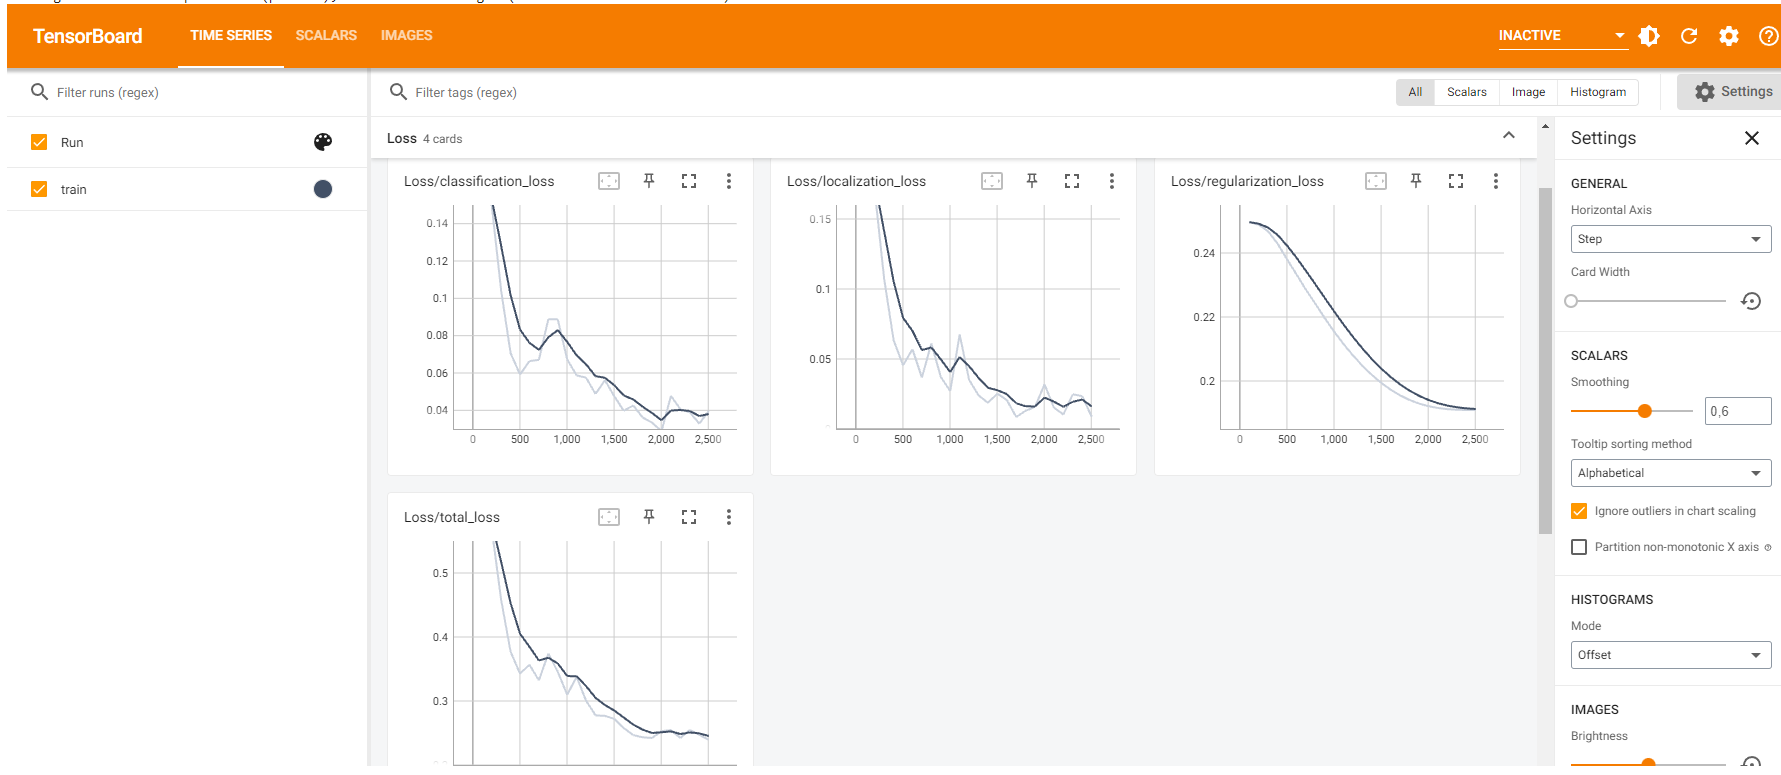 TensorBoard TIME SERIES SCALARS IMAGES INACTIVE
Filter runs (regex)
Run
train
Filter tags (regex)
All Scalars Image Histogram
Settings
Loss 4 cards
Loss/classification_loss
0.14
0.12
0.1
0.08
0.06
0.04
0 500 1,000 1,500 2,000 2,500
Loss/localization_loss
0.15
0.1
0.05
0 500 1,000 1,500 2,000 2,500
Loss/regularization_loss
0.24
0.22
0.2
0 500 1,000 1,500 2,000 2,500
Loss/total_loss
0.5
0.4
0.3
Settings
GENERAL
Horizontal Axis
Step
Card Width
SCALARS
Smoothing
0,6
Tooltip sorting method
Alphabetical
Ignore outliers in chart scaling
Partition non-monotonic X axis
HISTOGRAMS
Mode
Offset
IMAGES
Brightness